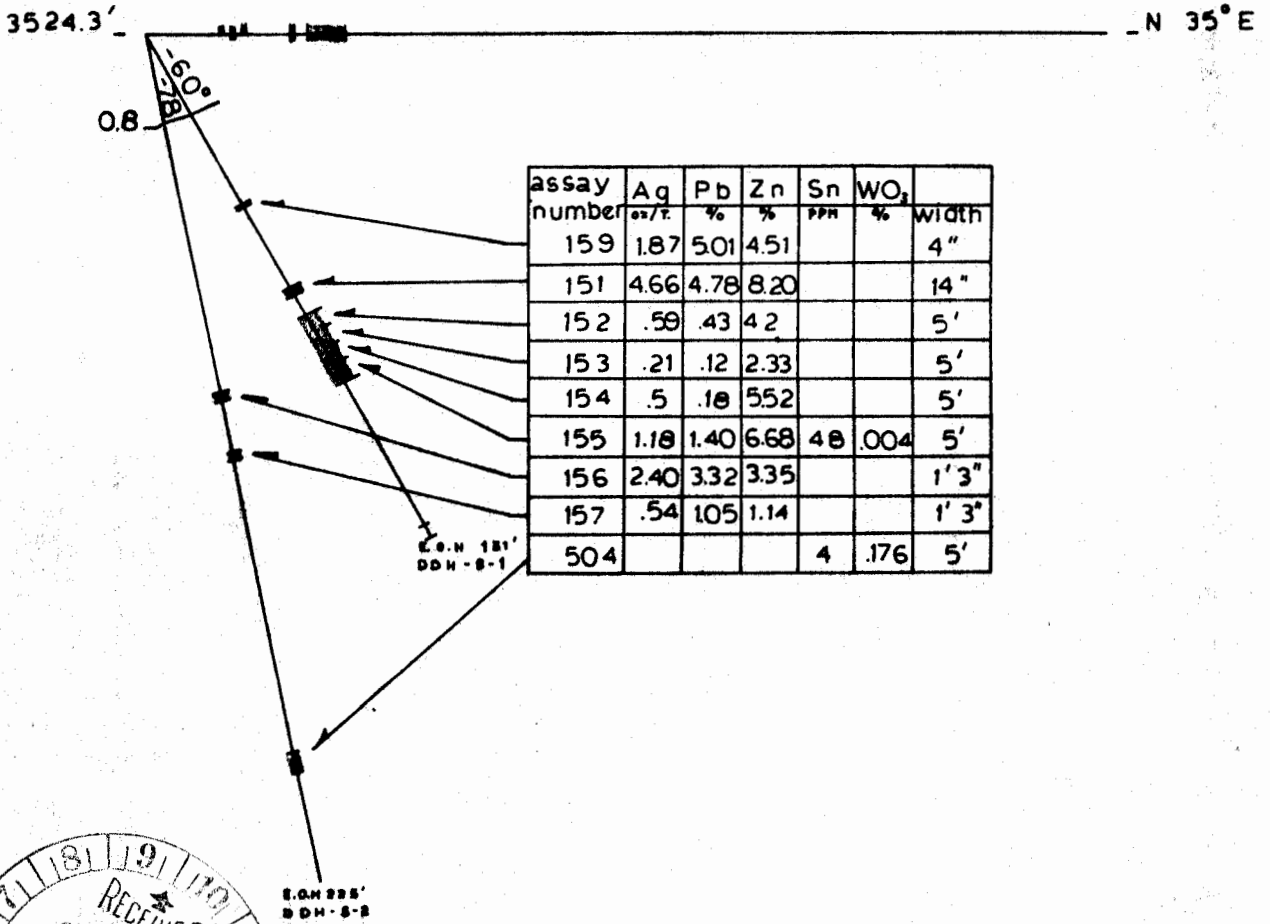 3524.3' N 35° E
-60°
-78
0.8
assay number Ag oz/T. Pb % Zn % Sn PPM WO₃ % width
159 1.87 5.01 4.51 4"
151 4.66 4.78 8.20 14"
152 .59 .43 4.2 5'
153 .21 .12 2.33 5'
154 .5 .18 5.52 5'
155 1.18 1.40 6.68 48 .004 5'
156 2.40 3.32 3.35 1' 3"
157 .54 1.05 1.14 1' 3"
504 4 .176 5'
E.O.H
DDH-S-1
E.O.H 225'
DDH-S-2
7 8 9 10